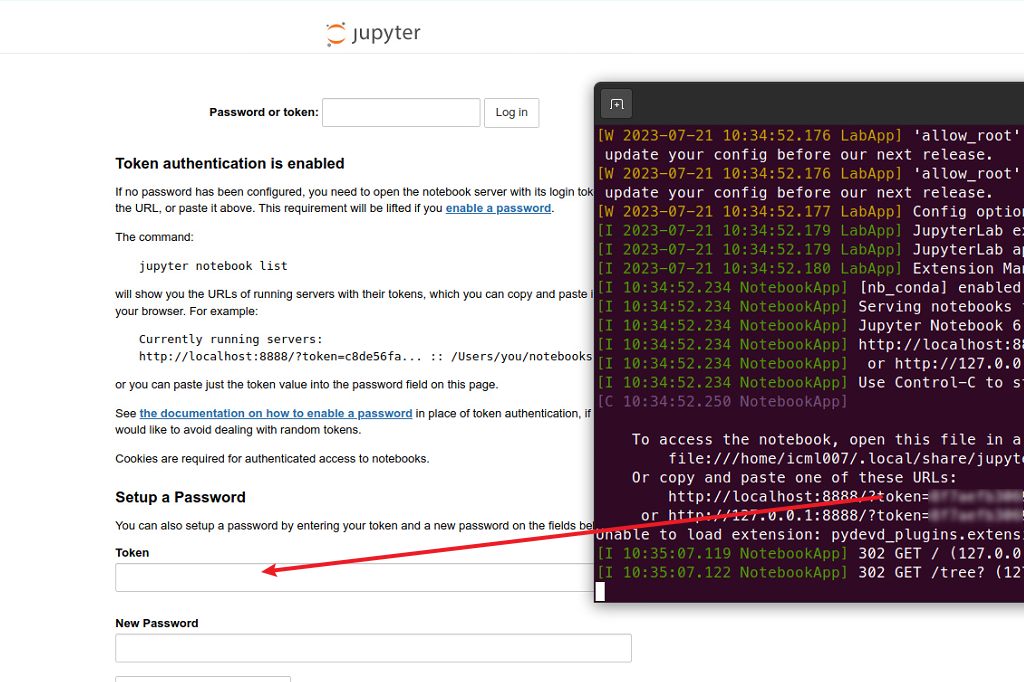 jupyter
Password or token:
Log in
Token authentication is enabled
If no password has been configured, you need to open the notebook server with its login
the URL, or paste it above. This requirement will be lifted if you enable a password.
The command:
jupyter notebook list
will show you the URLs of running servers with their tokens, which you can copy and paste
your browser. For example:
Currently running servers:
http://localhost:8888/?token=c8de56fa... :: /Users/you/notebooks
or you can paste just the token value into the password field on this page.
See the documentation on how to enable a password in place of token authentication, if
would like to avoid dealing with random tokens.
Cookies are required for authenticated access to notebooks.
Setup a Password
You can also setup a password by entering your token and a new password on the fields
Token
New Password
[W 2023-07-21 10:34:52.176 LabApp] 'allow_root'
update your config before our next release.
[W 2023-07-21 10:34:52.176 LabApp] 'allow_root'
update your config before our next release.
[W 2023-07-21 10:34:52.177 LabApp] Config
[I 2023-07-21 10:34:52.179 LabApp] JupyterLab
[I 2023-07-21 10:34:52.179 LabApp] JupyterLab
[I 2023-07-21 10:34:52.180 LabApp] Extension
[I 10:34:52.234 NotebookApp] [nb_conda] enabled
[I 10:34:52.234 NotebookApp] Serving notebooks
[I 10:34:52.234 NotebookApp] Jupyter Notebook 6
[I 10:34:52.234 NotebookApp] http://localhost:88
[I 10:34:52.234 NotebookApp] or http://127.0.0
[I 10:34:52.234 NotebookApp] Use Control-C to
[C 10:34:52.250 NotebookApp]
To access the notebook, open this file in a
file:///home/icml007/.local/share/jupyte
Or copy and paste one of these URLs:
http://localhost:8888/?token=
or http://127.0.0.1:8888/?token=
Unable to load extension: pydevd_plugins.extensi
[I 10:35:07.119 NotebookApp] 302 GET / (127.0.0
[I 10:35:07.122 NotebookApp] 302 GET /tree? (127